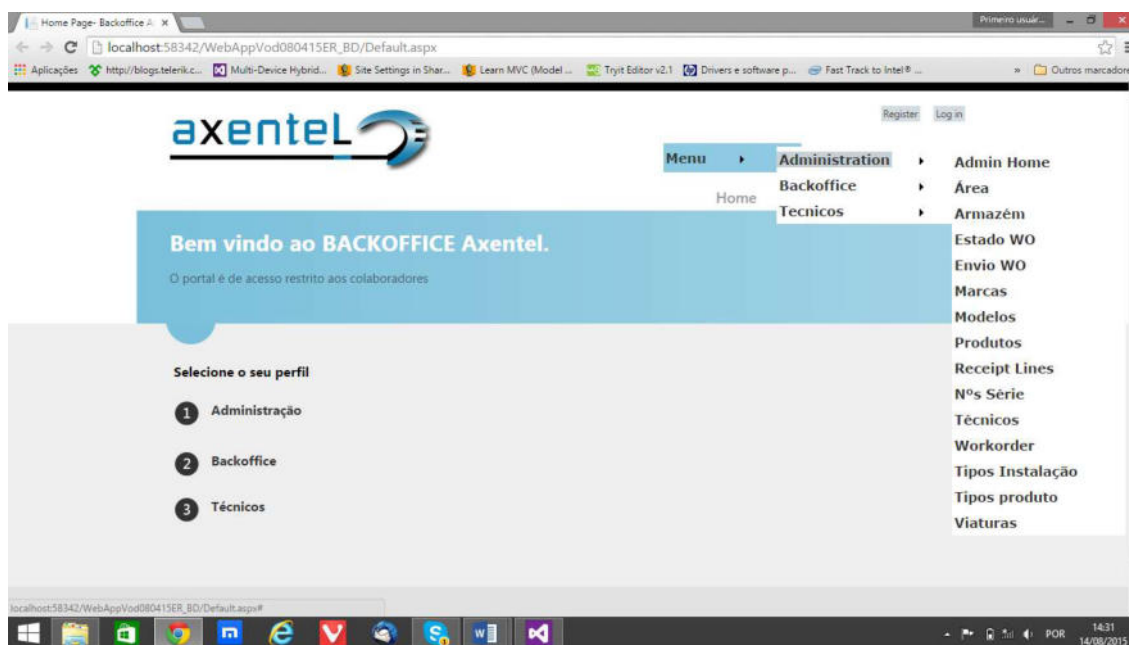 Home Page- Backoffice A
Primeiro usuár...
localhost:58342/WebAppVod080415ER_BD/Default.aspx
Aplicações http://blogs.telerik.c... Multi-Device Hybrid... Site Settings in Shar... Learn MVC (Model ... Tryit Editor v2.1 Drivers e software p... Fast Track to Intel® ... » Outros marcadore
axenteL
Register Log in
Menu
Home
Administration
Backoffice
Tecnicos
Admin Home
Área
Armazém
Estado WO
Envio WO
Marcas
Modelos
Produtos
Receipt Lines
Nºs Série
Técnicos
Workorder
Tipos Instalação
Tipos produto
Viaturas
Bem vindo ao BACKOFFICE Axentel.
O portal é de acesso restrito aos colaboradores
Selecione o seu perfil
1 Administração
2 Backoffice
3 Técnicos
localhost:58342/WebAppVod080415ER_BD/Default.aspx#
POR
14:31
14/08/2015